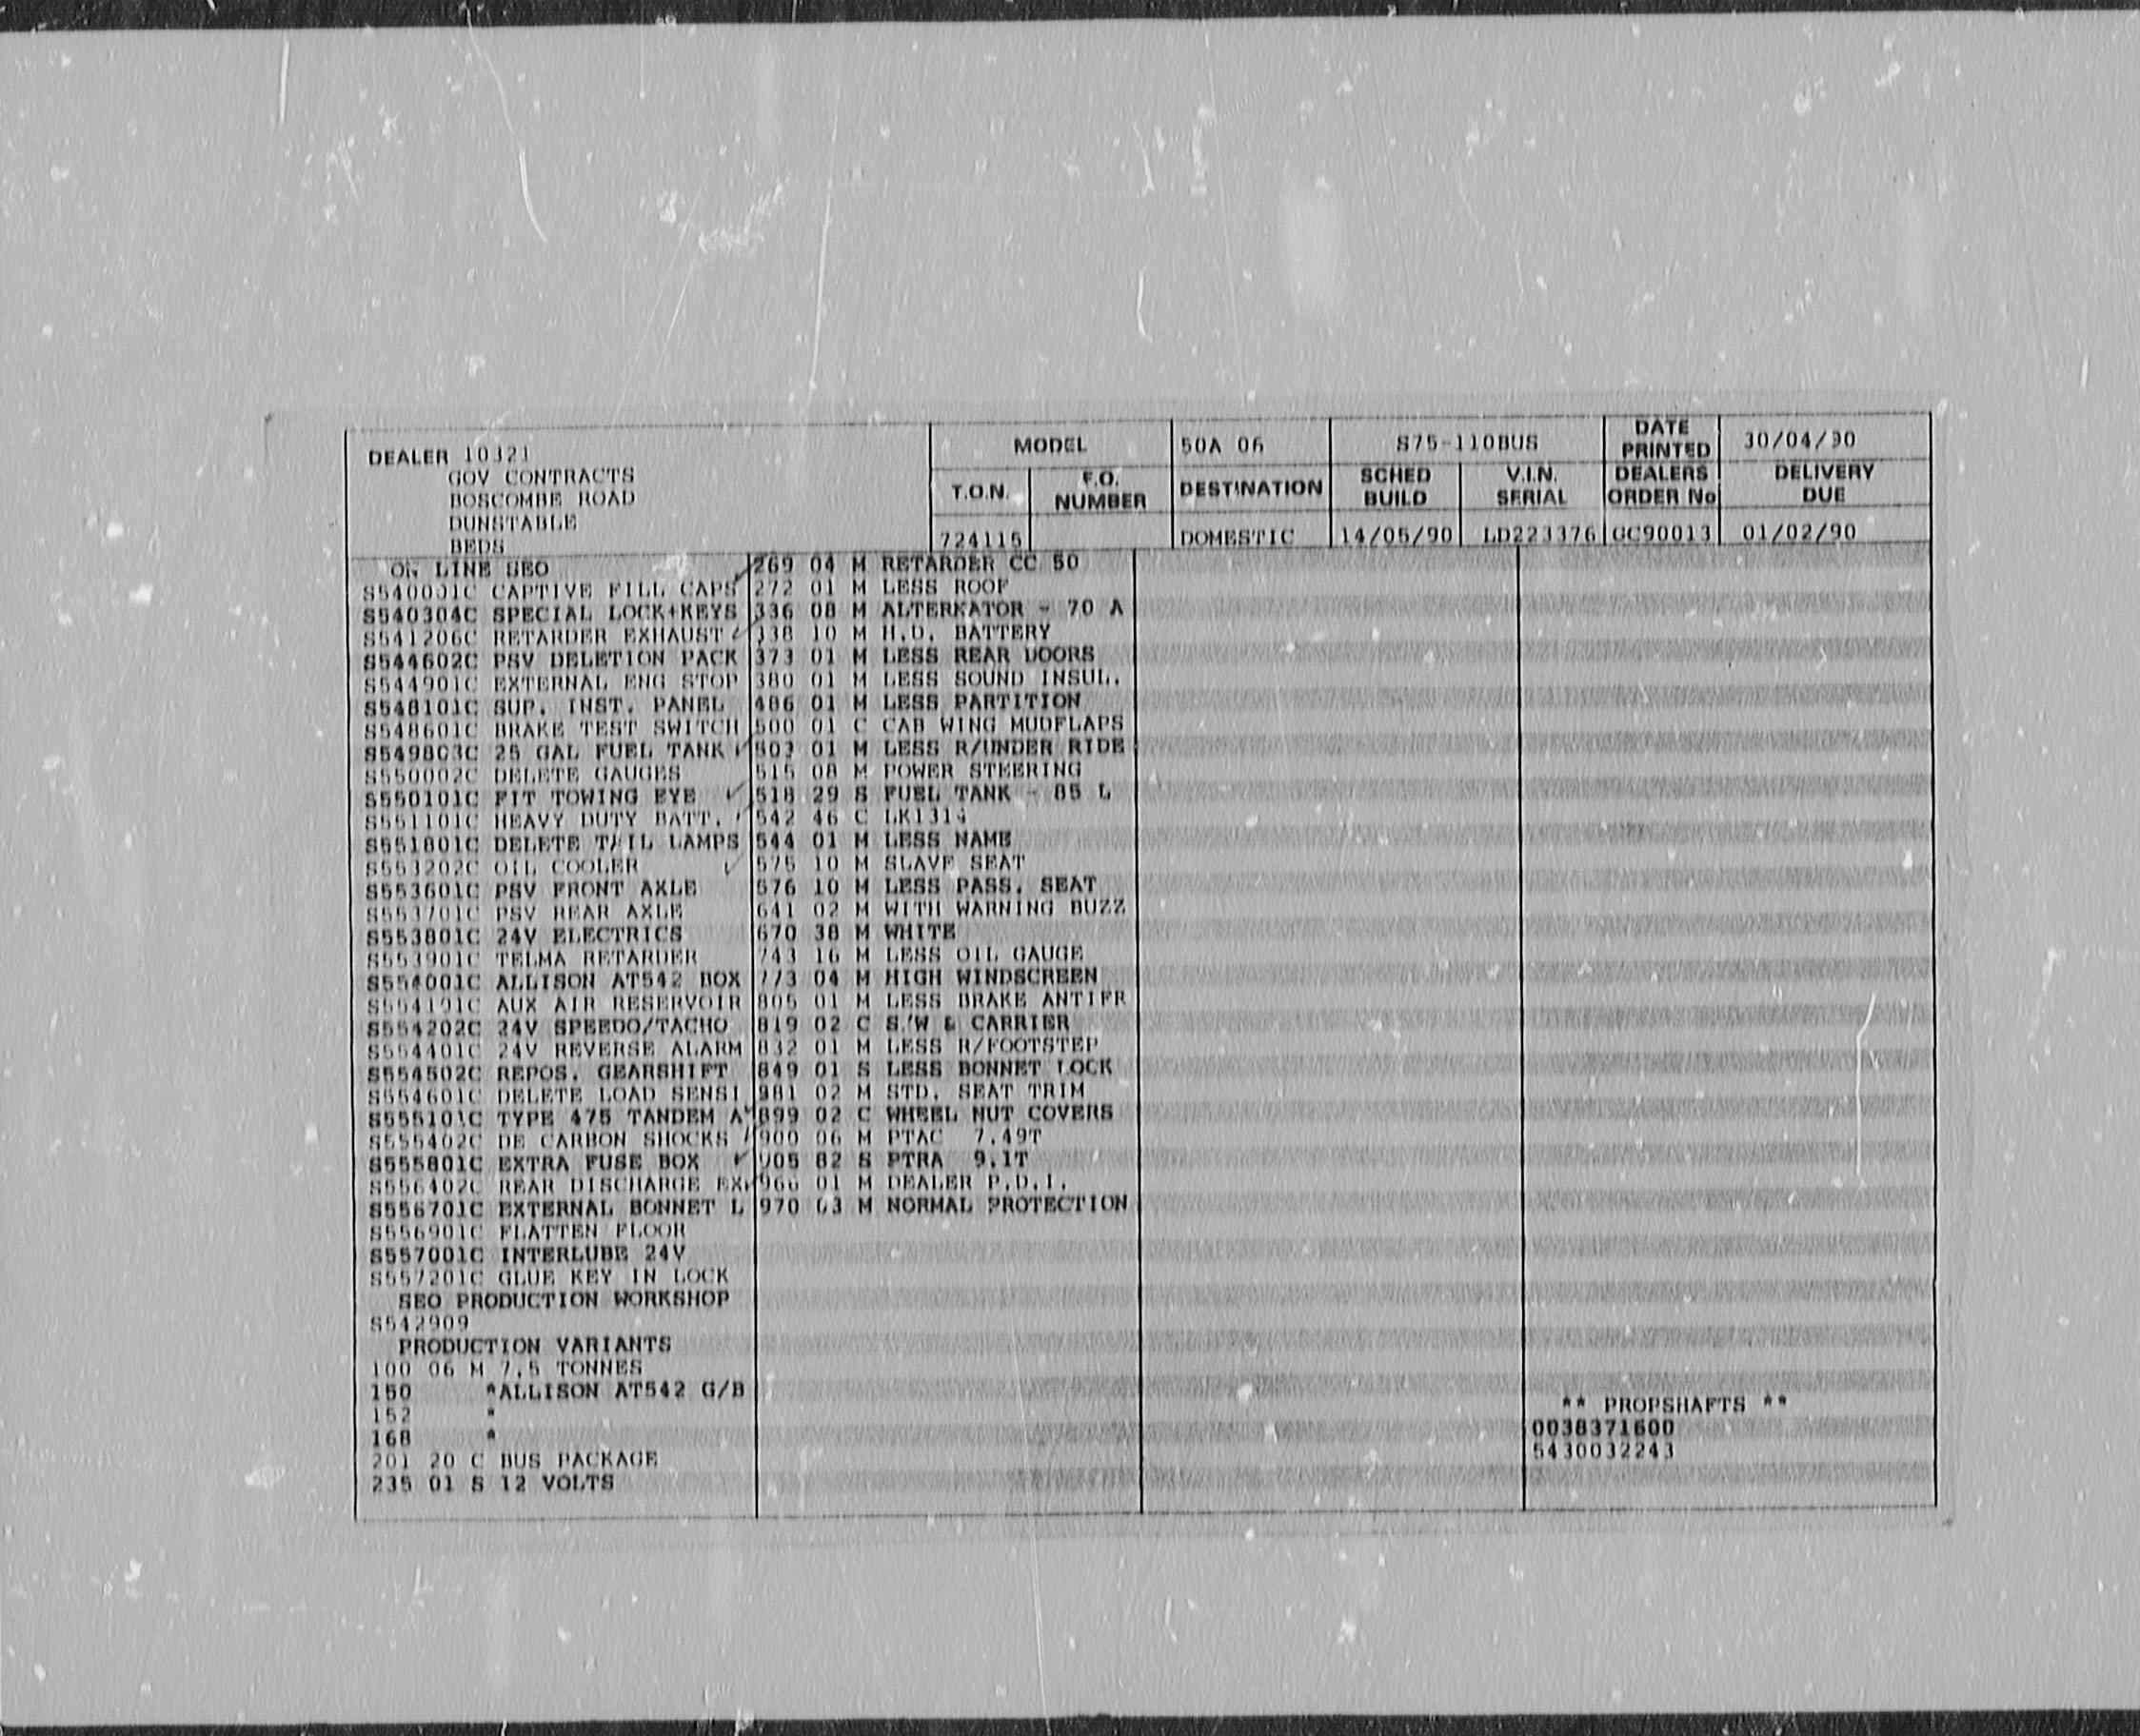 DEALER 10321
GOV CONTRACTS
BOSCOMBE ROAD
DUNSTABLE
BEDS
MODEL 50A 06 S75-110BUS DATE PRINTED 30/04/90
T.O.N. F.O. NUMBER DESTINATION SCHED BUILD V.I.N. SERIAL DEALERS ORDER No DELIVERY DUE
724115 DOMESTIC 14/05/90 LD223376 GC90013 01/02/90
ON LINE SEO
S540001C CAPTIVE FILL CAPS
S540304C SPECIAL LOCK+KEYS
S541206C RETARDER EXHAUST
S544602C PSV DELETION PACK
S544901C EXTERNAL ENG STOP
S548101C SUP. INST. PANEL
S548601C BRAKE TEST SWITCH
S549803C 25 GAL FUEL TANK
S550002C DELETE GAUGES
S550101C FIT TOWING EYE
S551101C HEAVY DUTY BATT.
S551801C DELETE TAIL LAMPS
S553202C OIL COOLER
S553601C PSV FRONT AXLE
S553701C PSV REAR AXLE
S553801C 24V ELECTRICS
S553901C TELMA RETARDER
S554001C ALLISON AT542 BOX
S554101C AUX AIR RESERVOIR
S554202C 24V SPEEDO/TACHO
S554401C 24V REVERSE ALARM
S554502C REPOS. GEARSHIFT
S554601C DELETE LOAD SENSI
S555101C TYPE 475 TANDEM A
S555402C DE CARBON SHOCKS
S555801C EXTRA FUSE BOX
S556402C REAR DISCHARGE EX
S556701C EXTERNAL BONNET L
S556901C FLATTEN FLOOR
S557001C INTERLUBE 24V
S557201C GLUE KEY IN LOCK
SEO PRODUCTION WORKSHOP
S542909
PRODUCTION VARIANTS
100 06 M 7.5 TONNES
150 *ALLISON AT542 G/B
152 *
168 *
201 20 C BUS PACKAGE
235 01 S 12 VOLTS
269 04 M RETARDER CC 50
272 01 M LESS ROOF
336 08 M ALTERKATOR - 70 A
338 10 M H.D. BATTERY
373 01 M LESS REAR DOORS
380 01 M LESS SOUND INSUL.
486 01 M LESS PARTITION
500 01 C CAB WING MUDFLAPS
503 01 M LESS R/UNDER RIDE
515 08 M POWER STEERING
518 29 S FUEL TANK - 85 L
542 46 C LK1314
544 01 M LESS NAME
575 10 M SLAVE SEAT
576 10 M LESS PASS. SEAT
641 02 M WITH WARNING BUZZ
670 38 M WHITE
743 16 M LESS OIL GAUGE
773 04 M HIGH WINDSCREEN
805 01 M LESS BRAKE ANTIFR
819 02 C S/W & CARRIER
832 01 M LESS R/FOOTSTEP
849 01 S LESS BONNET LOCK
981 02 M STD. SEAT TRIM
899 02 C WHEEL NUT COVERS
900 06 M PTAC 7.49T
905 82 S PTRA 9.1T
966 01 M DEALER P.D.I.
970 03 M NORMAL PROTECTION
** PROPSHAFTS **
0038371600
5430032243